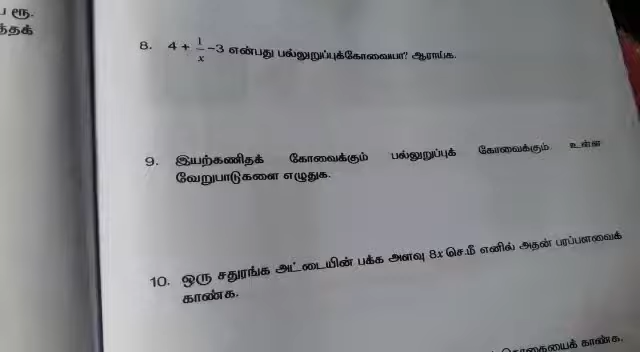 ரூ.
8. 4 + 1/x −3 என்பது பல்லுறுப்புக்கோவையா? ஆராய்க.
9. இயற்கணிதக் கோவைக்கும் பல்லுறுப்புக் கோவைக்கும் உள்ள
வேறுபாடுகளை எழுதுக.
10. ஒரு சதுரங்க அட்டையின் பக்க அளவு 8x செ.மீ எனில் அதன் பரப்பளவைக்
காண்க.
காண்க.